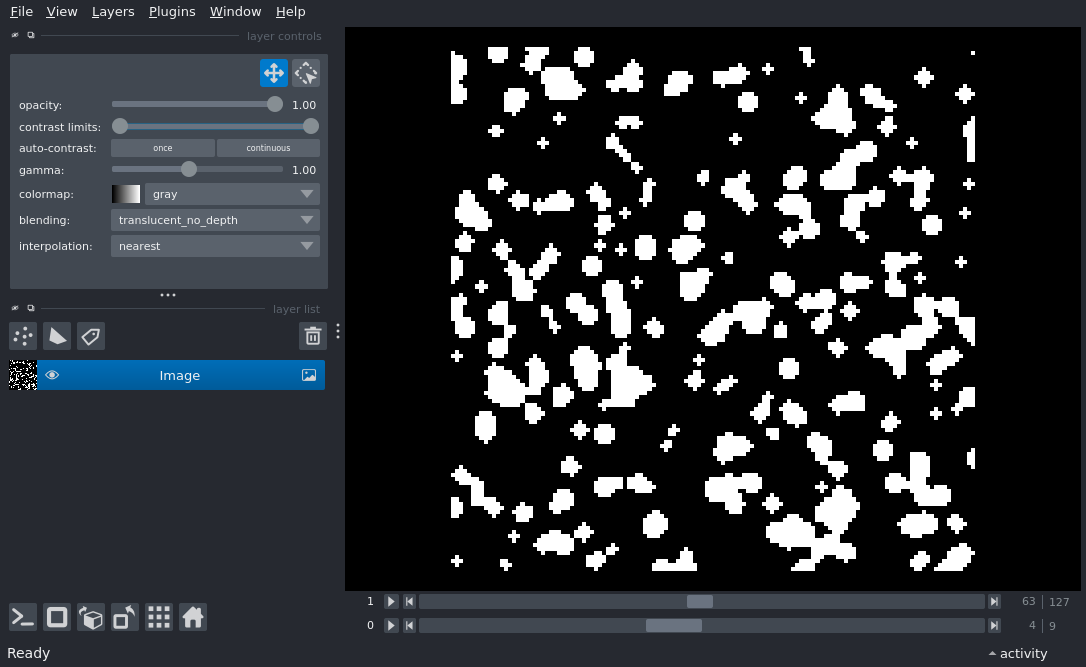 File View Layers Plugins Window Help
layer controls
opacity: 1.00
contrast limits:
auto-contrast: once continuous
gamma: 1.00
colormap: gray
blending: translucent_no_depth
interpolation: nearest
layer list
Image
1 63 127
0 4 9
Ready activity